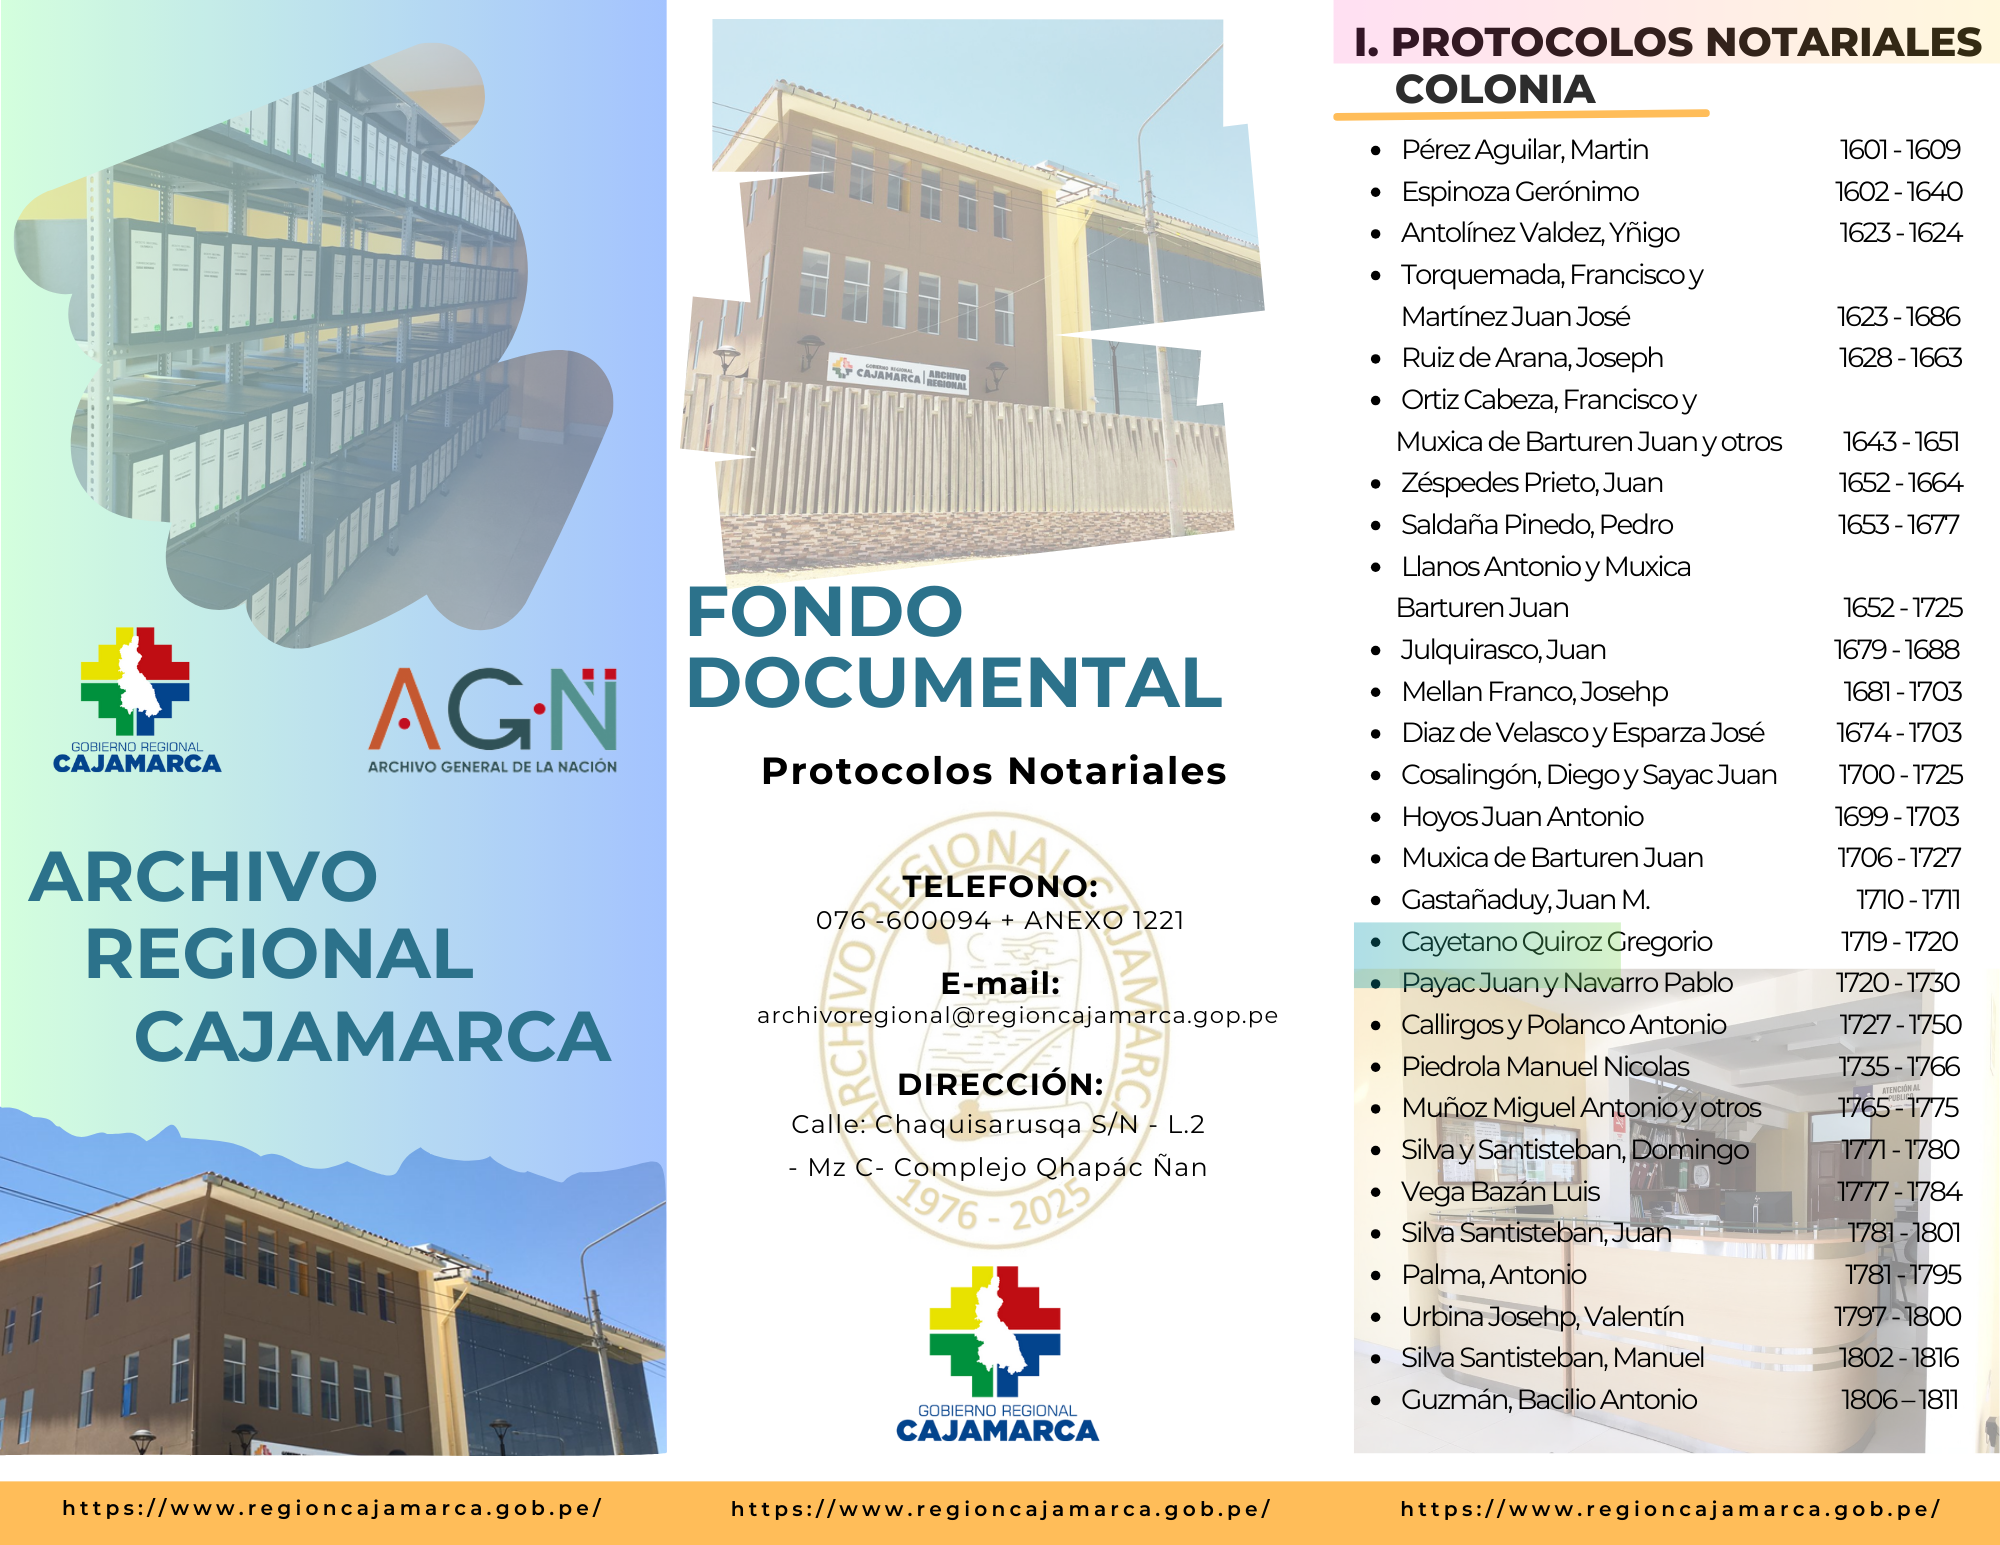 GOBIERNO REGIONAL
CAJAMARCA
AGN
ARCHIVO GENERAL DE LA NACIÓN
ARCHIVO
REGIONAL
CAJAMARCA
https://www.regioncajamarca.gob.pe/
GOBIERNO REGIONAL
CAJAMARCA
ARCHIVO
REGIONAL
FONDO
DOCUMENTAL
Protocolos Notariales
ARCHIVO REGIONAL CAJAMARCA
TELEFONO:
076 -600094 + ANEXO 1221
E-mail:
archivoregional@regioncajamarca.gop.pe
DIRECCIÓN:
Calle: Chaquisarusqa S/N - L.2
- Mz C- Complejo Qhapác Ñan
1976 - 2025
GOBIERNO REGIONAL
CAJAMARCA
https://www.regioncajamarca.gob.pe/
I. PROTOCOLOS NOTARIALES
COLONIA
• Pérez Aguilar, Martin 1601 - 1609
• Espinoza Gerónimo 1602 - 1640
• Antolínez Valdez, Yñigo 1623 - 1624
• Torquemada, Francisco y
Martínez Juan José 1623 - 1686
• Ruiz de Arana, Joseph 1628 - 1663
• Ortiz Cabeza, Francisco y
Muxica de Barturen Juan y otros 1643 - 1651
• Zéspedes Prieto, Juan 1652 - 1664
• Saldaña Pinedo, Pedro 1653 - 1677
• Llanos Antonio y Muxica
Barturen Juan 1652 - 1725
• Julquirasco, Juan 1679 - 1688
• Mellan Franco, Josehp 1681 - 1703
• Diaz de Velasco y Esparza José 1674 - 1703
• Cosalingón, Diego y Sayac Juan 1700 - 1725
• Hoyos Juan Antonio 1699 - 1703
• Muxica de Barturen Juan 1706 - 1727
• Gastañaduy, Juan M. 1710 - 1711
• Cayetano Quiroz Gregorio 1719 - 1720
• Payac Juan y Navarro Pablo 1720 - 1730
• Callirgos y Polanco Antonio 1727 - 1750
• Piedrola Manuel Nicolas 1735 - 1766
• Muñoz Miguel Antonio y otros 1765 - 1775
• Silva y Santisteban, Domingo 1771 - 1780
• Vega Bazán Luis 1777 - 1784
• Silva Santisteban, Juan 1781 - 1801
• Palma, Antonio 1781 - 1795
• Urbina Josehp, Valentín 1797 - 1800
• Silva Santisteban, Manuel 1802 - 1816
• Guzmán, Bacilio Antonio 1806 – 1811
ATENCIÓN AL
PUBLICO
https://www.regioncajamarca.gob.pe/